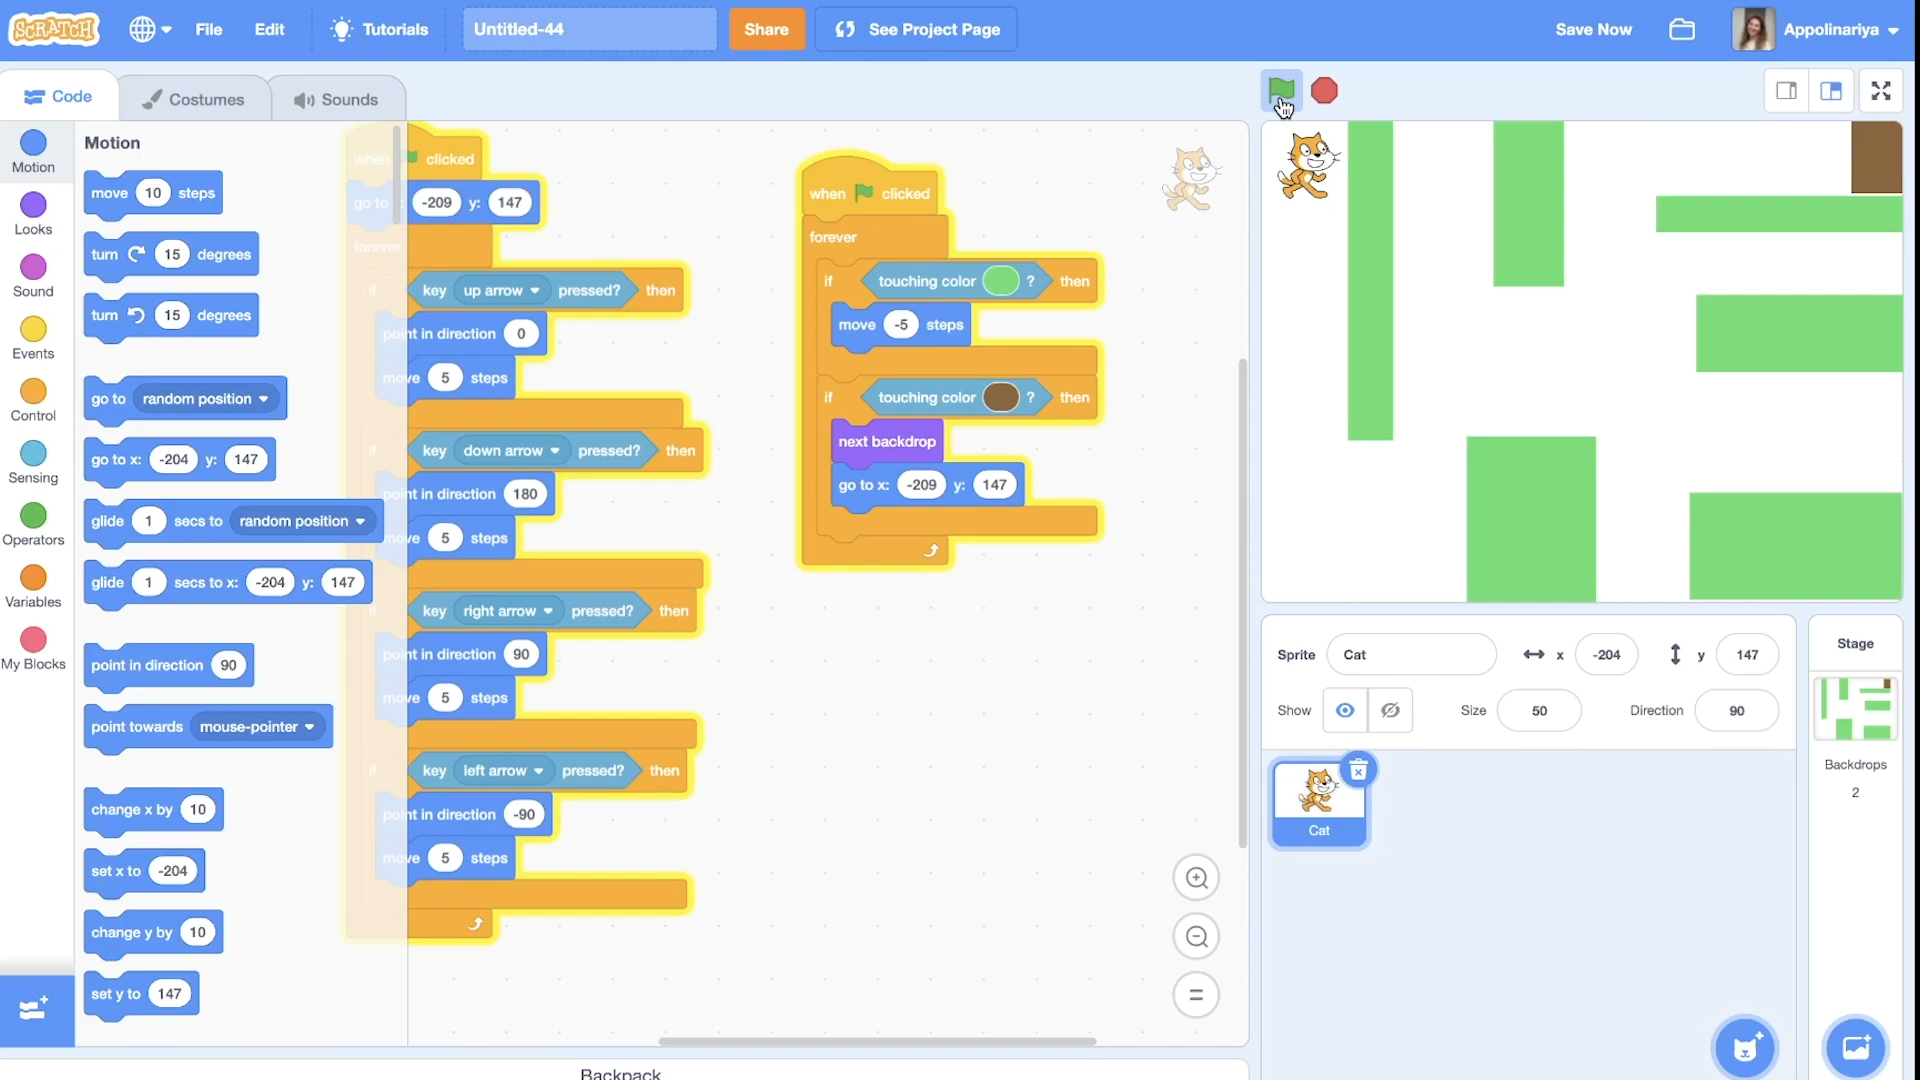 SCRATCH File Edit Tutorials Untitled-44 Share See Project Page Save Now Appolinariya
Code Costumes Sounds
Motion
Motion
Looks
Sound
Events
Control
Sensing
Operators
Variables
My Blocks
move 10 steps
turn 15 degrees
turn 15 degrees
go to random position
go to x: -204 y: 147
glide 1 secs to random position
glide 1 secs to x: -204 y: 147
point in direction 90
point towards mouse-pointer
change x by 10
set x to -204
change y by 10
set y to 147
when clicked
go to x: -209 y: 147
forever
if key up arrow pressed? then
point in direction 0
move 5 steps
if key down arrow pressed? then
point in direction 180
move 5 steps
if key right arrow pressed? then
point in direction 90
move 5 steps
if key left arrow pressed? then
point in direction -90
move 5 steps
when clicked
forever
if touching color ? then
move -5 steps
if touching color ? then
next backdrop
go to x: -209 y: 147
Backpack
Sprite Cat x -204 y 147
Show Size 50 Direction 90
Cat
Stage
Backdrops
2